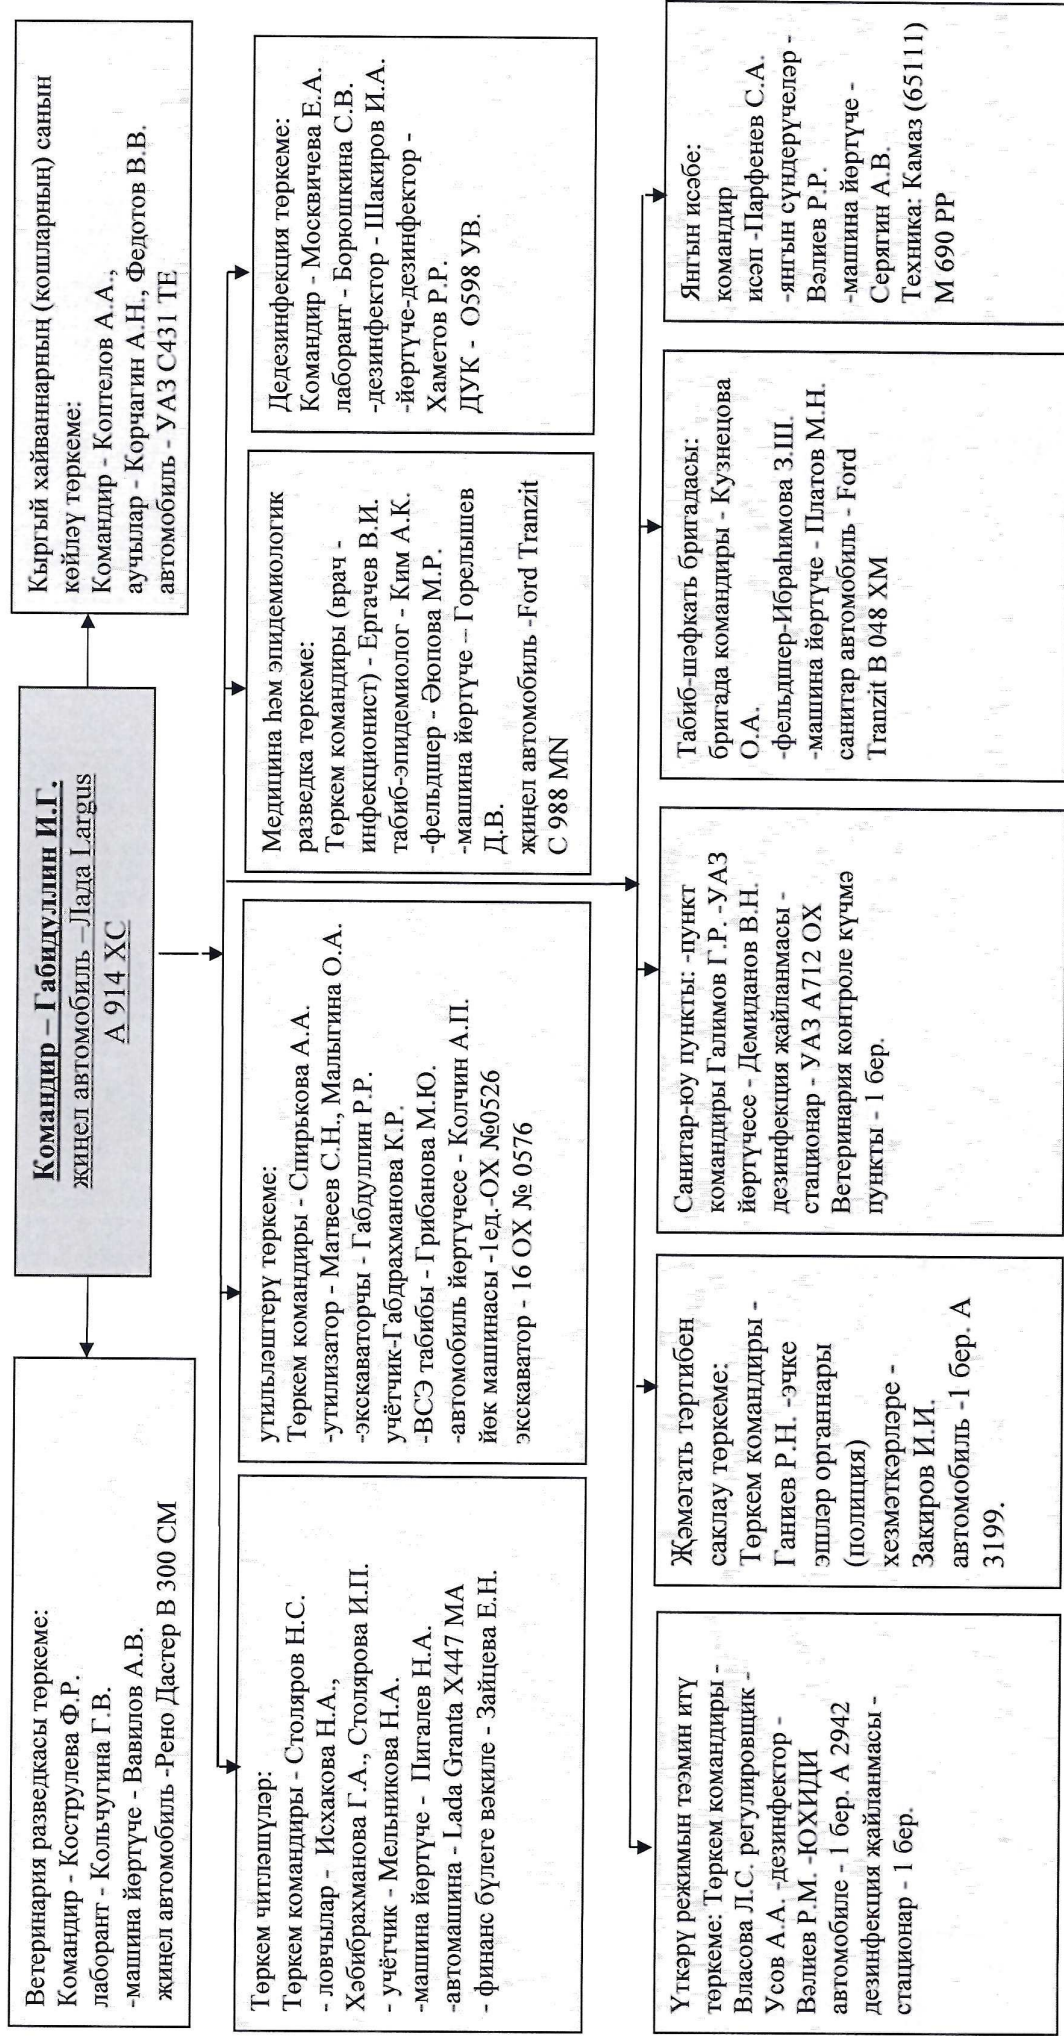 Командир – Габидуллин И.Г.
җиңел автомобиль –Лада Largus
А 914 ХС
Ветеринария разведкасы төркеме:
Командир - Кострулева Ф.Р.
лаборант - Кольчугина Г.В.
-машина йөртүче - Вавилов А.В.
җиңел автомобиль -Рено Дастер В 300 СМ
Кыргый хайваннарның (кошларның) санын
көйләү төркеме:
Командир - Коптелов А.А.,
аучылар - Корчагин А.Н., Федотов В.В.
автомобиль - УАЗ С431 ТЕ
Төркем читләшүләр:
Төркем командиры - Столяров Н.С.
- ловчылар - Исхакова Н.А.,
Хәбибрахманова Г.А., Столярова И.П.
- учётчик - Мельникова Н.А.
-машина йөртүче - Пигалев Н.А.
-автомашина - Lada Granta Х447 МА
- финанс бүлеге вәкиле - Зайцева Е.Н.
утильләштерү төркеме:
Төркем командиры - Спирькова А.А.
-утилизатор - Матвеев С.Н., Малыгина О.А.
-экскаваторчы - Габдуллин Р.Р.
учётчик-Габдрахманова К.Р.
-ВСЭ табибы - Грибанова М.Ю.
-автомобиль йөртүчесе - Колчин А.П.
йөк машинасы -1ед.-ОХ №0526
экскаватор - 16 ОХ № 0576
Медицина һәм эпидемиологик
разведка төркеме:
Төркем командиры (врач -
инфекционист) - Ергачев В.И.
табиб-эпидемиолог - Ким А.К.
-фельдшер - Әюпова М.Р.
-машина йөртүче – Горелышев
Д.В.
җиңел автомобиль -Ford Tranzit
С 988 MN
Дедезинфекция төркеме:
Командир - Москвичева Е.А.
лаборант - Борюшкина С.В.
-дезинфектор - Шакиров И.А.
-йөртүче-дезинфектор -
Хаметов Р.Р.
ДУК - О598 УВ.
Үткәрү режимын тәэмин итү
төркеме: Төркем командиры -
Власова Л.С. регулировщик -
Усов А.А. -дезинфектор -
Вәлиев Р.М. -ЮХИДИ
автомобиле - 1 бер. А 2942
дезинфекция җайланмасы -
стационар - 1 бер.
Җәмәгать тәртибен
саклау төркеме:
Төркем командиры -
Ганиев Р.Н. -эчке
эшләр органнары
(полиция)
хезмәткәрләре -
Закиров И.И.
автомобиль -1 бер. А
3199.
Санитар-юу пункты: -пункт
командиры Галимов Г.Р. -УАЗ
йөртүчесе - Демиданов В.Н.
дезинфекция җайланмасы -
стационар - УАЗ А712 ОХ
Ветеринария контроле күчмә
пункты - 1 бер.
Табиб-шәфкать бригадасы:
бригада командиры - Кузнецова
О.А.
-фельдшер-Ибраһимова З.Ш.
-машина йөртүче - Платов М.Н.
санитар автомобиль - Ford
Tranzit В 048 ХМ
Янгын исәбе:
командир
исәп -Парфенев С.А.
-янгын сүндерүчеләр -
Вәлиев Р.Р.
-машина йөртүче -
Серягин А.В.
Техника: Камаз (65111)
М 690 РР